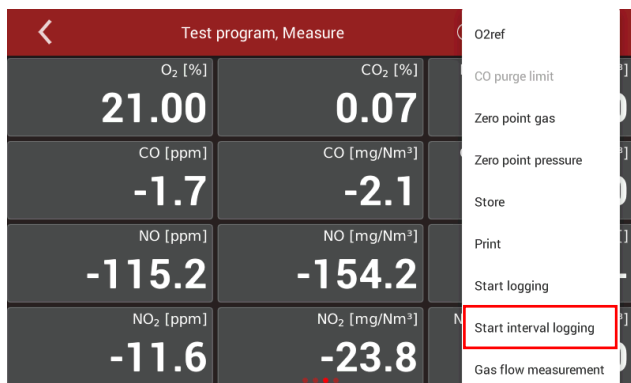 Test program, Measure
O₂ [%]
21.00
CO₂ [%]
0.07
CO [ppm]
-1.7
CO [mg/Nm³]
-2.1
NO [ppm]
-115.2
NO [mg/Nm³]
-154.2
NO₂ [ppm]
-11.6
NO₂ [mg/Nm³]
-23.8
O2ref
CO purge limit
Zero point gas
Zero point pressure
Store
Print
Start logging
Start interval logging
Gas flow measurement